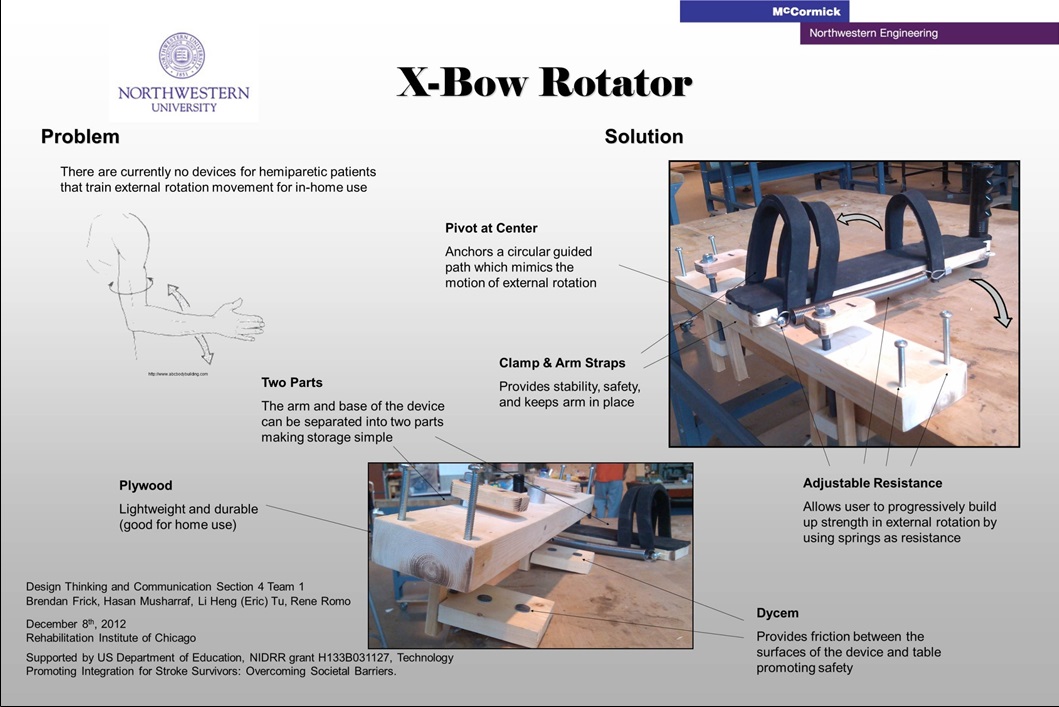 McCormick
Northwestern Engineering
NORTHWESTERN
UNIVERSITY
X-Bow Rotator
Problem
There are currently no devices for hemiparetic patients
that train external rotation movement for in-home use
http://www.abcbodybuilding.com
Solution
Pivot at Center
Anchors a circular guided
path which mimics the
motion of external rotation
Clamp & Arm Straps
Provides stability, safety,
and keeps arm in place
Two Parts
The arm and base of the device
can be separated into two parts
making storage simple
Plywood
Lightweight and durable
(good for home use)
Adjustable Resistance
Allows user to progressively build
up strength in external rotation by
using springs as resistance
Dycem
Provides friction between the
surfaces of the device and table
promoting safety
Design Thinking and Communication Section 4 Team 1
Brendan Frick, Hasan Musharraf, Li Heng (Eric) Tu, Rene Romo
December 8th, 2012
Rehabilitation Institute of Chicago
Supported by US Department of Education, NIDRR grant H133B031127, Technology
Promoting Integration for Stroke Survivors: Overcoming Societal Barriers.